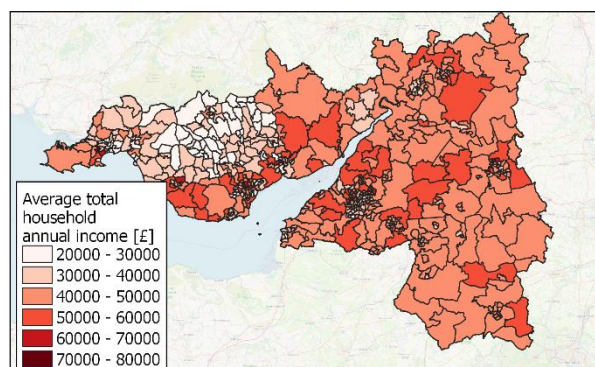 Average total
household
annual income [£]
20000 - 30000
30000 - 40000
40000 - 50000
50000 - 60000
60000 - 70000
70000 - 80000